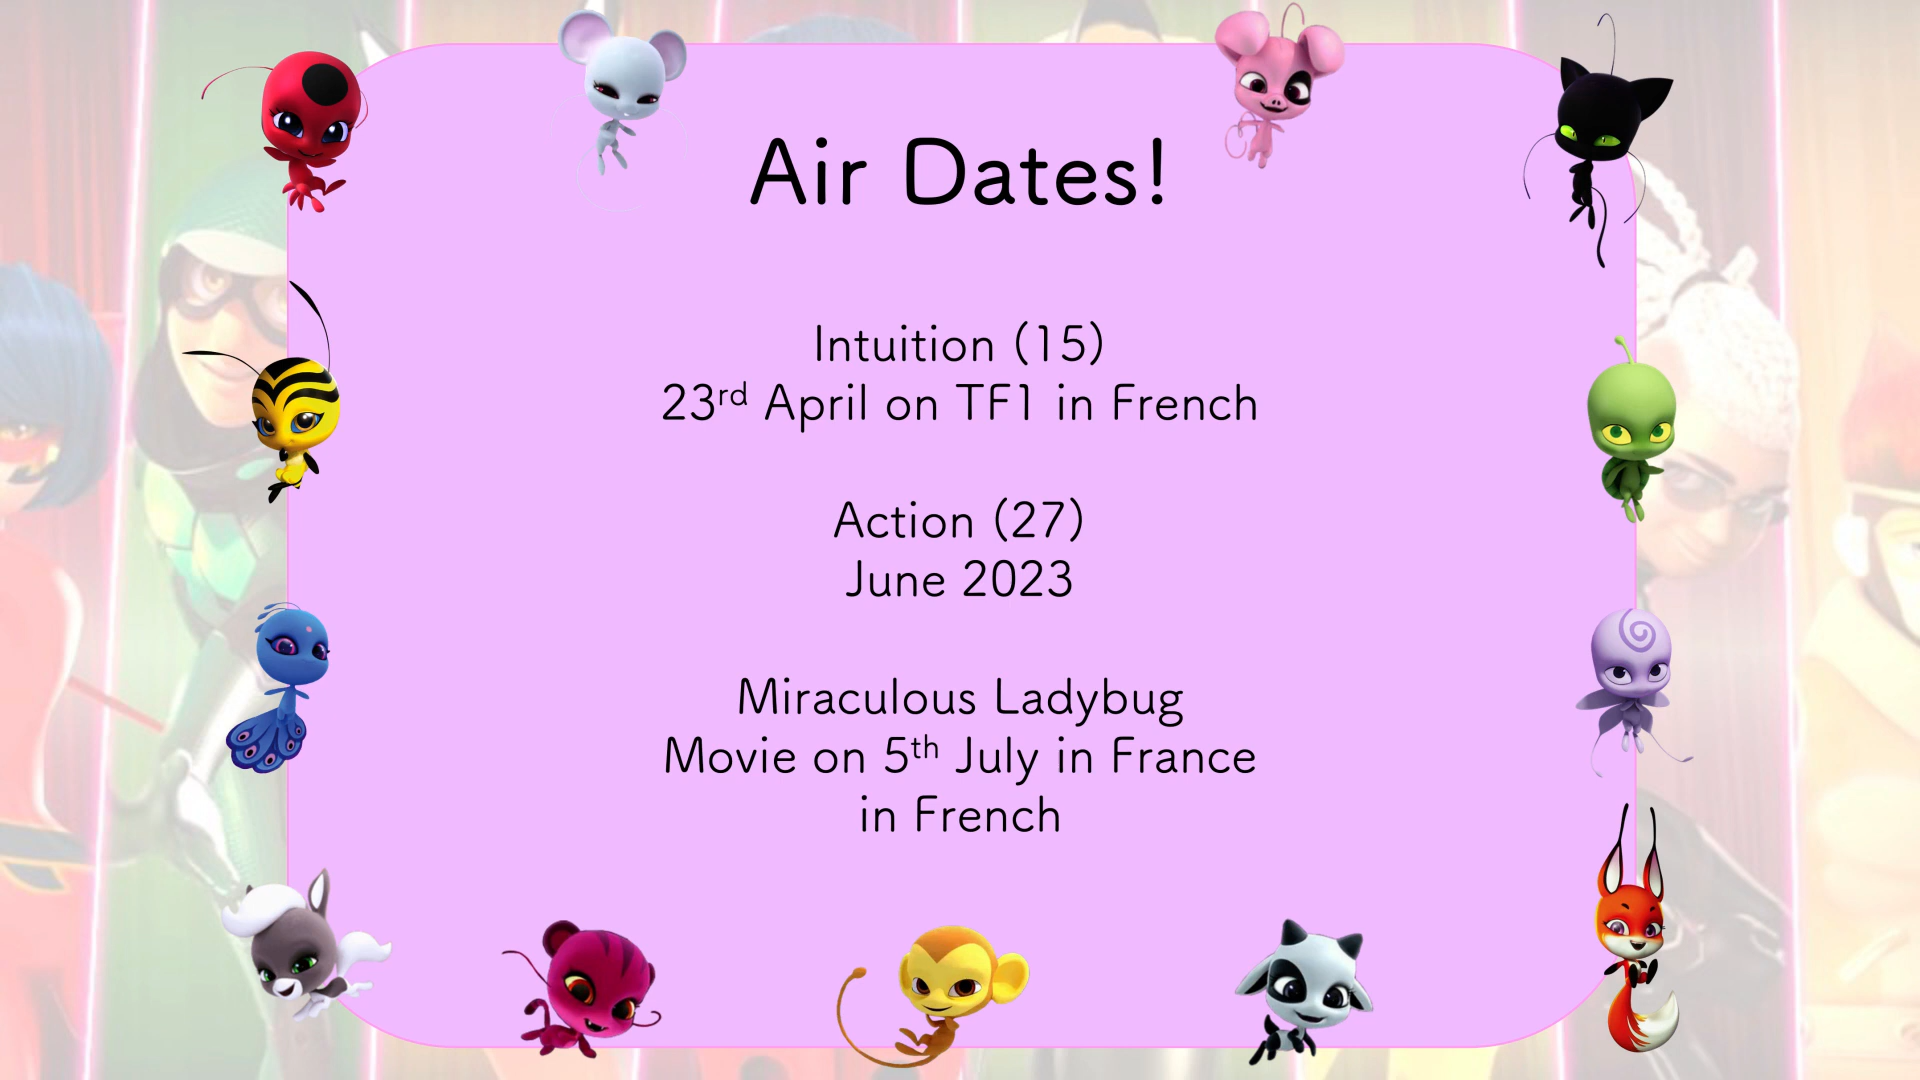 Air Dates!
Intuition (15)
23rd April on TF1 in French
Action (27)
June 2023
Miraculous Ladybug
Movie on 5th July in France
in French